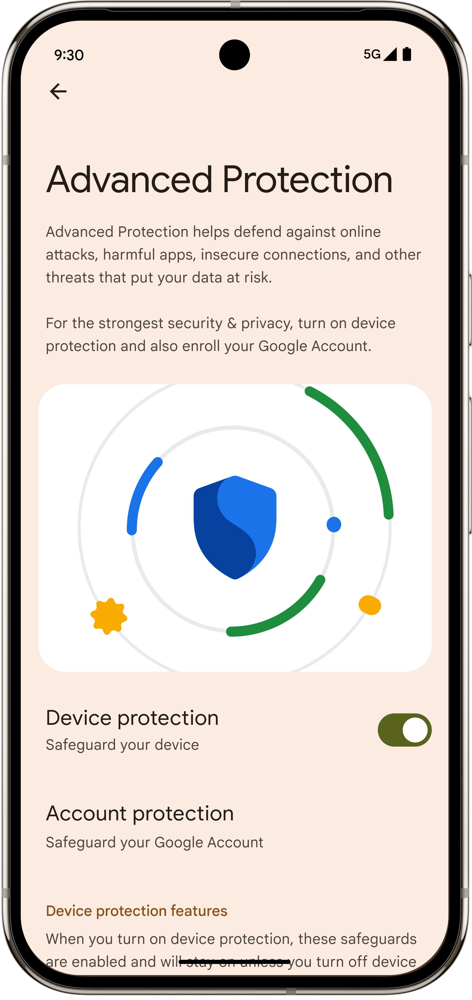 9:30
5G
Advanced Protection
Advanced Protection helps defend against online
attacks, harmful apps, insecure connections, and other
threats that put your data at risk.
For the strongest security & privacy, turn on device
protection and also enroll your Google Account.
Device protection
Safeguard your device
Account protection
Safeguard your Google Account
Device protection features
When you turn on device protection, these safeguards
are enabled and will stay on unless you turn off device